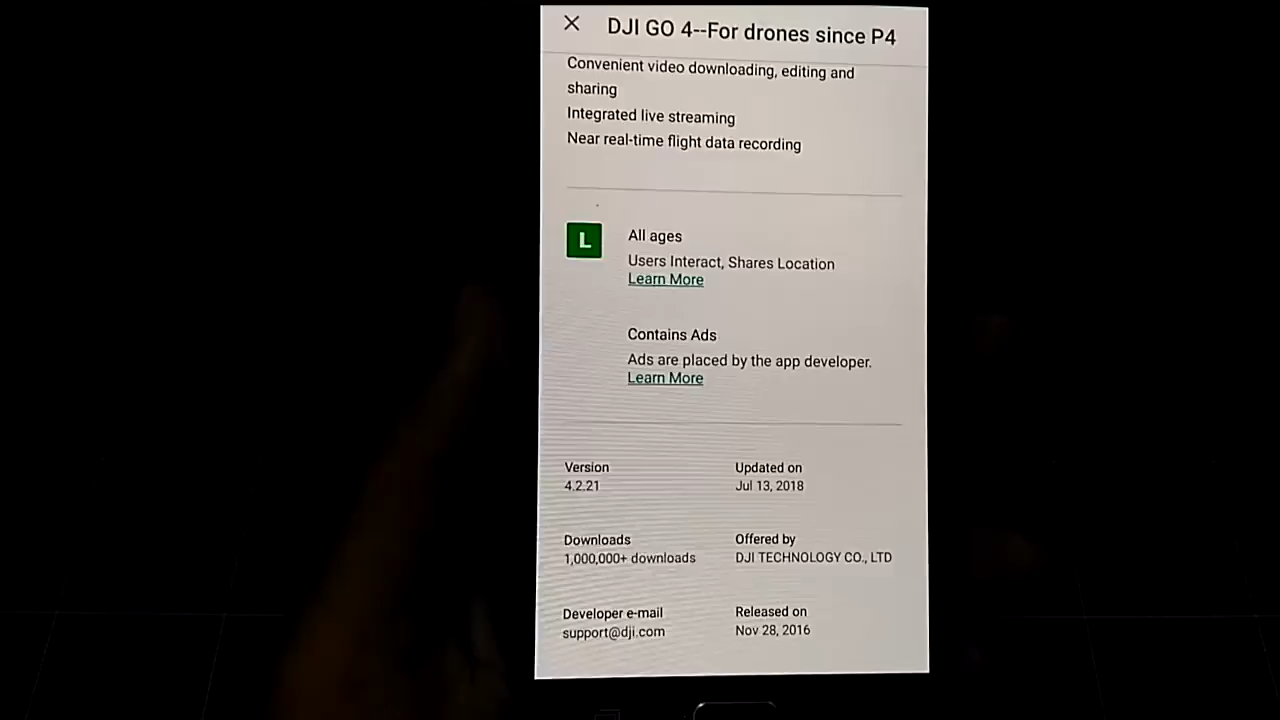 DJI GO 4--For drones since P4
Convenient video downloading, editing and
sharing
Integrated live streaming
Near real-time flight data recording
L
All ages
Users Interact, Shares Location
Learn More
Contains Ads
Ads are placed by the app developer.
Learn More
Version
4.2.21
Updated on
Jul 13, 2018
Downloads
1,000,000+ downloads
Offered by
DJI TECHNOLOGY CO., LTD
Developer e-mail
support@dji.com
Released on
Nov 28, 2016